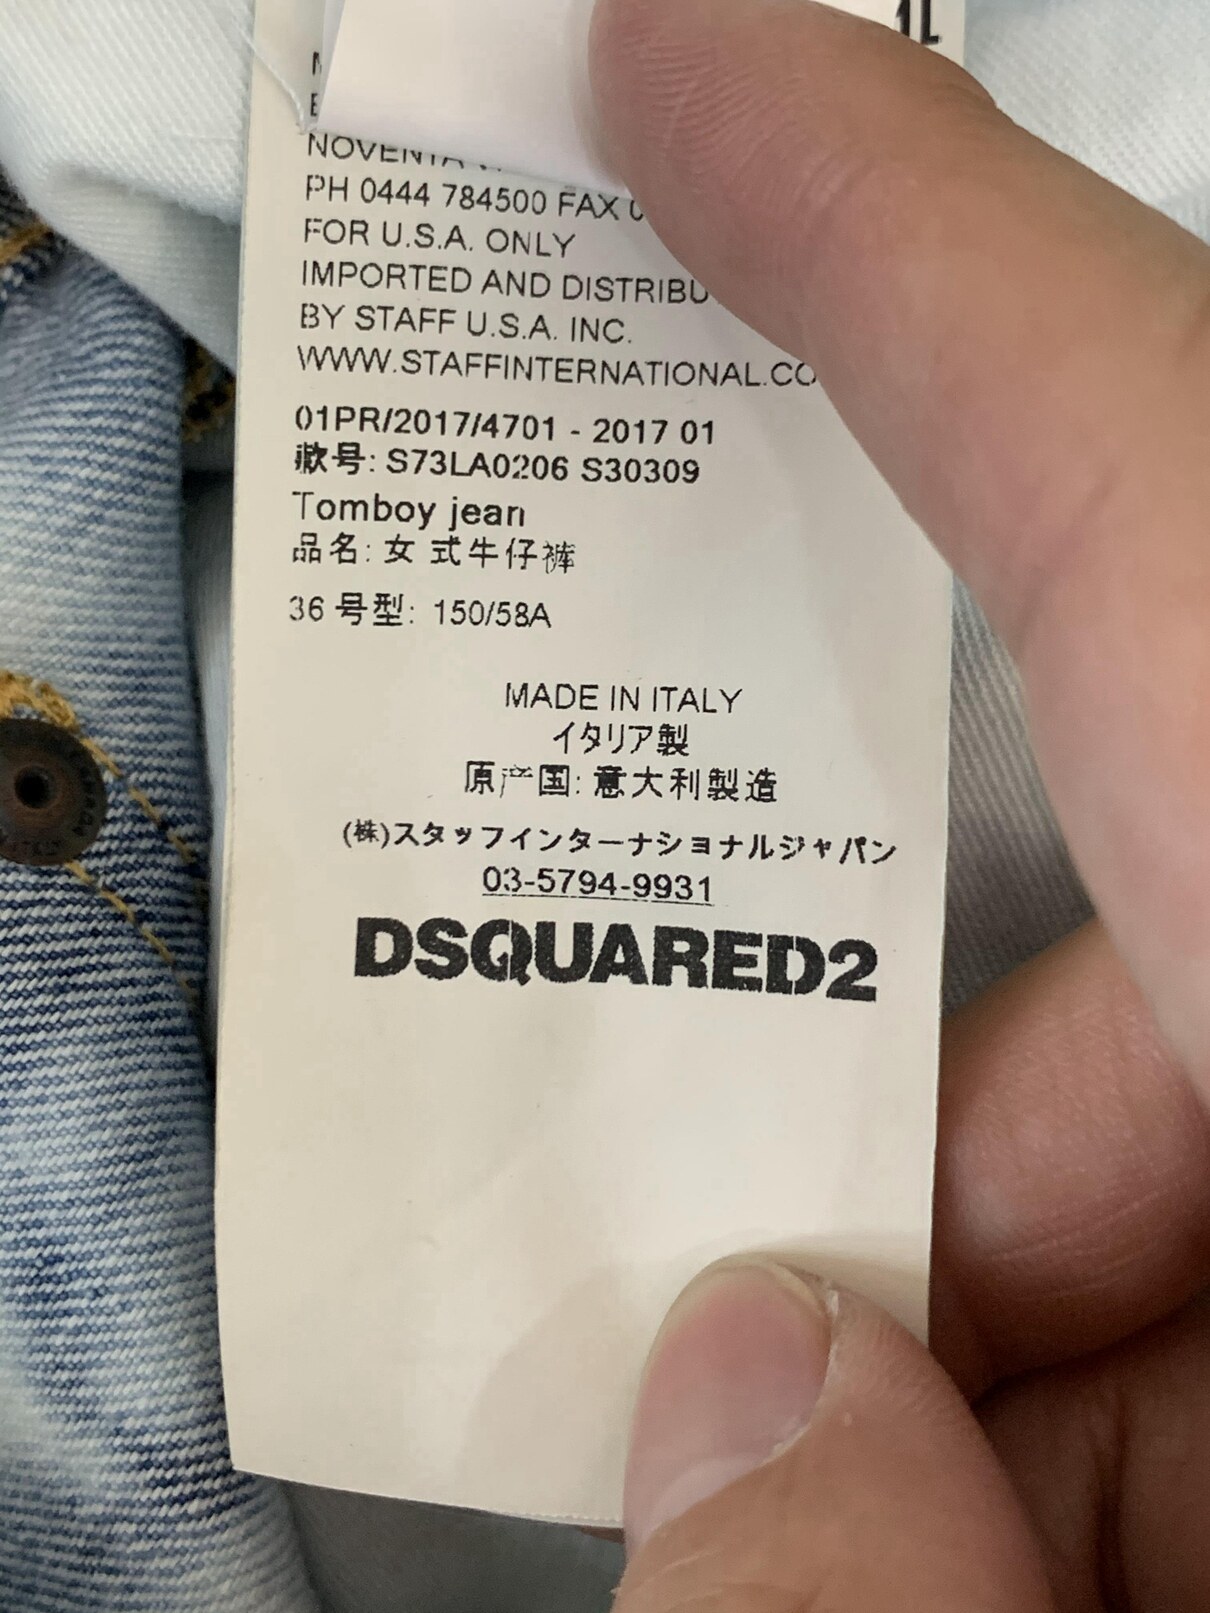 NOVENTA
PH 0444 784500 FAX
FOR U.S.A. ONLY
IMPORTED AND DISTRIBU
BY STAFF U.S.A. INC.
WWW.STAFFINTERNATIONAL.CO
01PR/2017/4701 - 2017 01
款号: S73LA0206 S30309
Tomboy jean
品名: 女 式牛仔裤
36 号型: 150/58A
MADE IN ITALY
イタリア製
原产国: 意大利製造
(株)スタッフインターナショナルジャパン
03-5794-9931
DSQUARED2